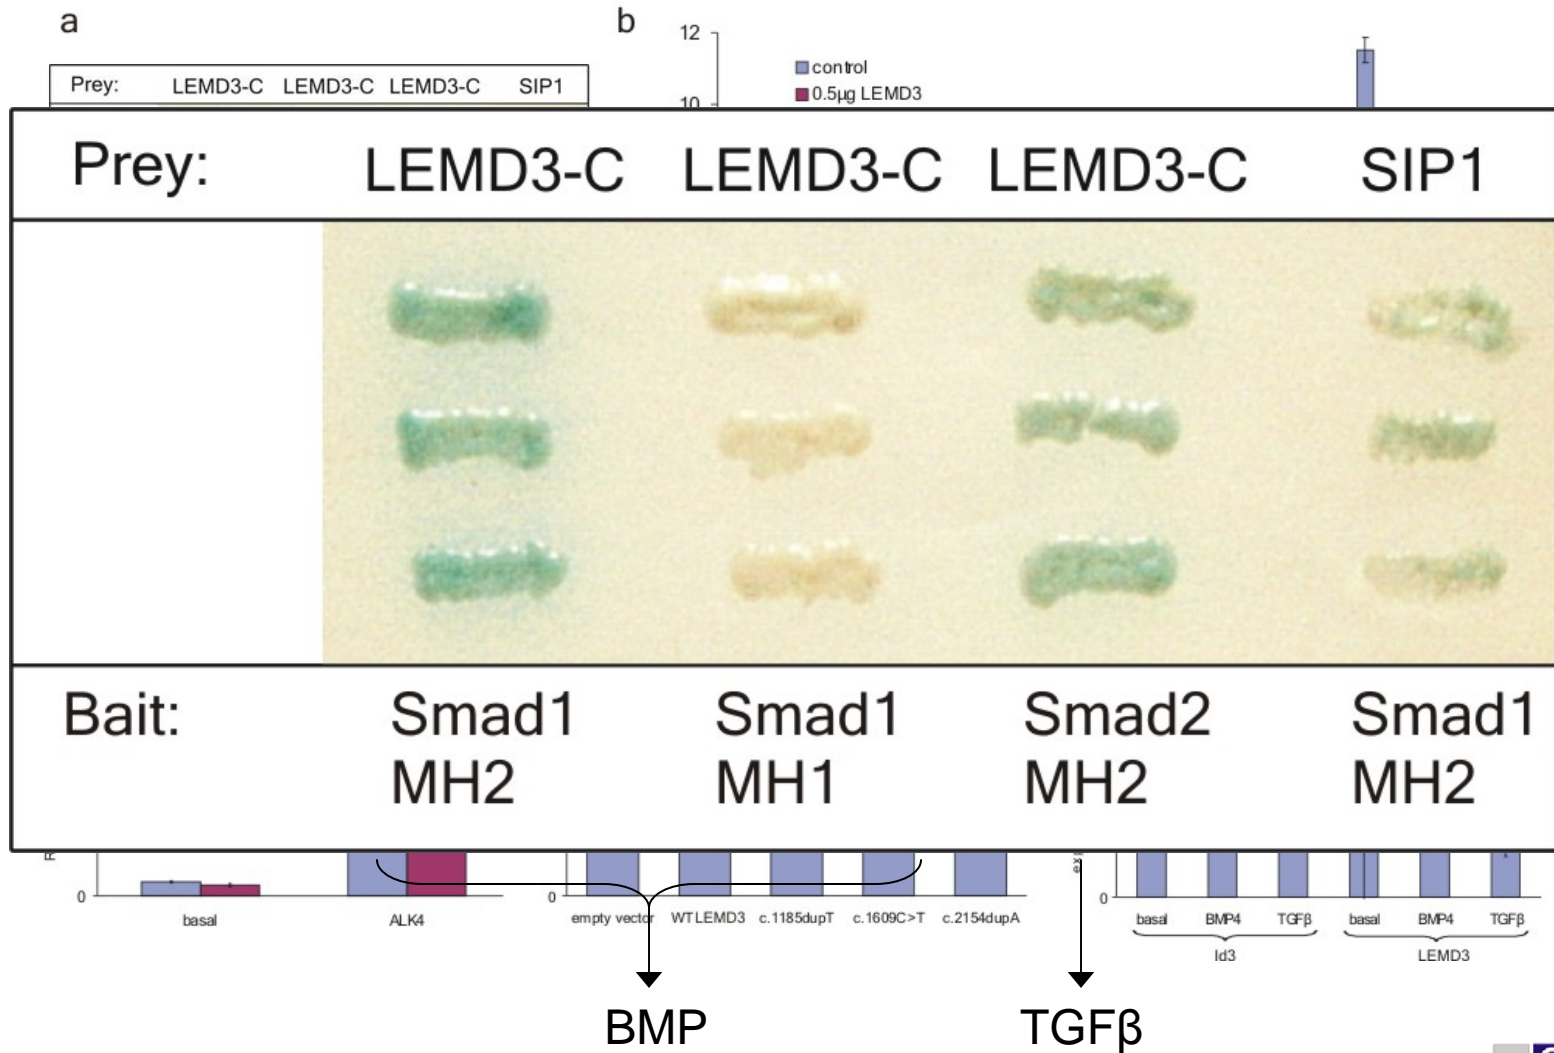 a
b
12
control
Prey: LEMD3-C LEMD3-C LEMD3-C SIP1
0.5µg LEMD3
10
Prey: LEMD3-C LEMD3-C LEMD3-C SIP1
Bait: Smad1 Smad1 Smad2 Smad1
MH2 MH1 MH2 MH2
0
0
0
basal ALK4
empty vector WT LEMD3 c.1185dupT c.1609C>T c.2154dupA
basal BMP4 TGFβ basal BMP4 TGFβ
Id3 LEMD3
BMP TGFβ